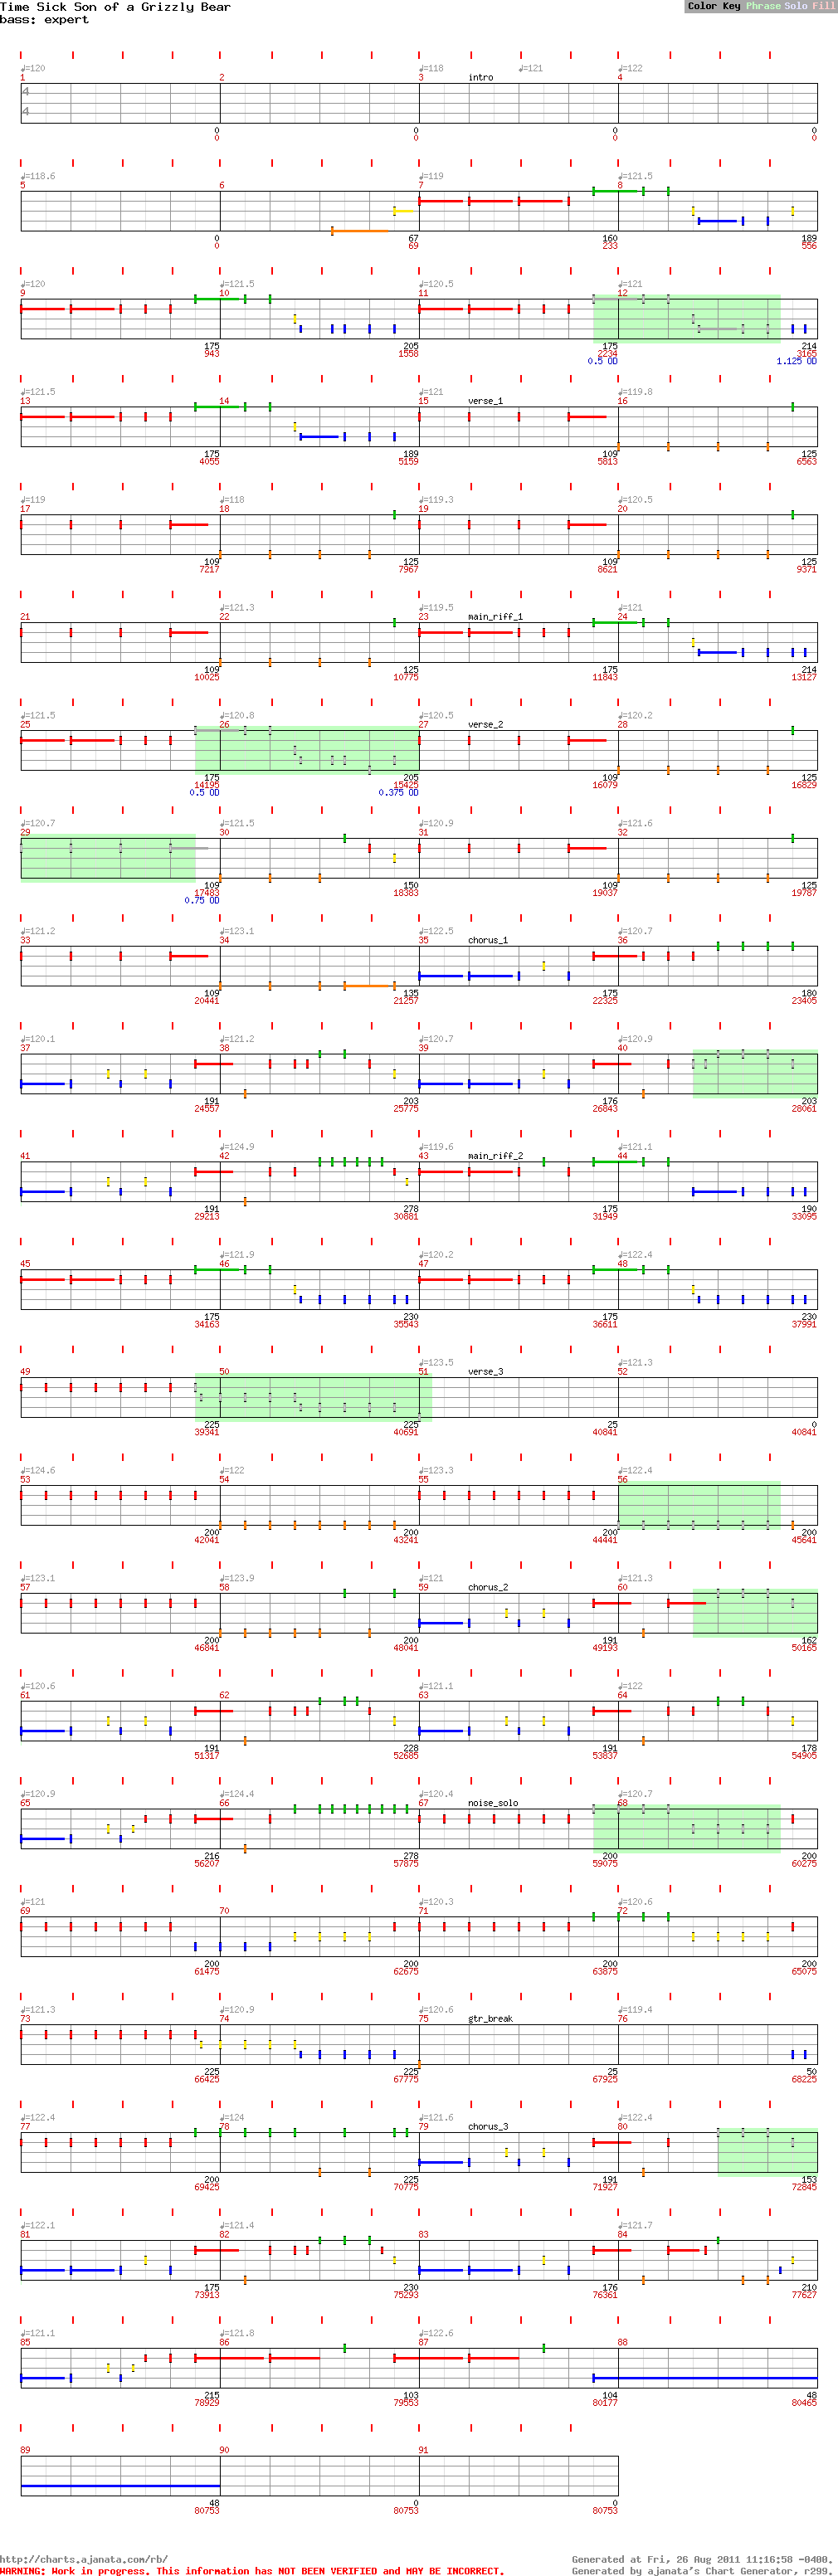 Time Sick Son of a Grizzly Bear
Color Key Phrase Solo Fill
bass: expert
♩=120 ♩=118 ♩=121 ♩=122
1 2 3 intro 4
4
4
0 0 0 0
0 0 0 0
♩=118.6 ♩=119 ♩=121.5
5 6 7 8
0 67 160 189
0 69 233 556
♩=120 ♩=121.5 ♩=120.5 ♩=121
9 10 11 12
175 205 175 214
943 1558 2234 3165
0.5 OD 1.125 OD
♩=121.5 ♩=121 ♩=119.8
13 14 15 verse_1 16
175 189 109 125
4055 5159 5813 6563
♩=119 ♩=118 ♩=119.3 ♩=120.5
17 18 19 20
109 125 109 125
7217 7967 8621 9371
♩=121.3 ♩=119.5 ♩=121
21 22 23 main_riff_1 24
109 125 175 214
10025 10775 11843 13127
♩=121.5 ♩=120.8 ♩=120.5 ♩=120.2
25 26 27 verse_2 28
175 205 109 125
14195 15425 16079 16829
0.5 OD 0.375 OD
♩=120.7 ♩=121.5 ♩=120.9 ♩=121.6
29 30 31 32
109 150 109 125
17483 18383 19037 19787
0.75 OD
♩=121.2 ♩=123.1 ♩=122.5 ♩=120.7
33 34 35 chorus_1 36
109 135 175 180
20441 21257 22325 23405
♩=120.1 ♩=121.2 ♩=120.7 ♩=120.9
37 38 39 40
191 203 176 203
24557 25775 26843 28061
♩=124.9 ♩=119.6 ♩=121.1
41 42 43 main_riff_2 44
191 278 175 190
29213 30881 31949 33095
♩=121.9 ♩=120.2 ♩=122.4
45 46 47 48
175 230 175 230
34163 35543 36611 37991
♩=123.5 ♩=121.3
49 50 51 verse_3 52
225 225 25 0
39341 40691 40841 40841
♩=124.6 ♩=122 ♩=123.3 ♩=122.4
53 54 55 56
200 200 200 200
42041 43241 44441 45641
♩=123.1 ♩=123.9 ♩=121 ♩=121.3
57 58 59 chorus_2 60
200 200 191 162
46841 48041 49193 50165
♩=120.6 ♩=121.1 ♩=122
61 62 63 64
191 228 191 178
51317 52685 53837 54905
♩=120.9 ♩=124.4 ♩=120.4 ♩=120.7
65 66 67 noise_solo 68
216 278 200 200
56207 57875 59075 60275
♩=121 ♩=120.3 ♩=120.6
69 70 71 72
200 200 200 200
61475 62675 63875 65075
♩=121.3 ♩=120.9 ♩=120.6 ♩=119.4
73 74 75 gtr_break 76
225 225 25 50
66425 67775 67925 68225
♩=122.4 ♩=124 ♩=121.6 ♩=122.4
77 78 79 chorus_3 80
200 225 191 153
69425 70775 71927 72845
♩=122.1 ♩=121.4 ♩=121.7
81 82 83 84
175 230 176 210
73913 75293 76361 77627
♩=121.1 ♩=121.8 ♩=122.6
85 86 87 88
215 103 104 48
78929 79553 80177 80465
89 90 91
48 0 0
80753 80753 80753
http://charts.ajanata.com/rb/ Generated at Fri, 26 Aug 2011 11:16:58 -0400.
WARNING: Work in progress. This information has NOT BEEN VERIFIED and MAY BE INCORRECT. Generated by ajanata's Chart Generator, r299.